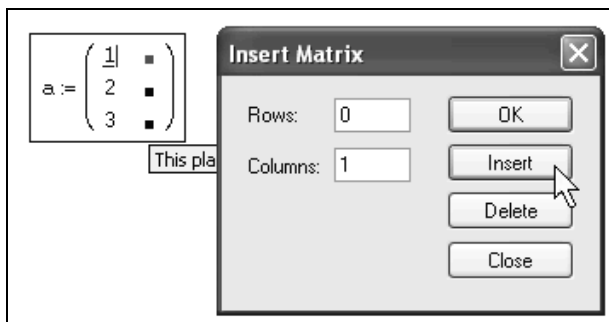 a := ( 1 ▪
2 ▪
3 ▪ )
This pla
Insert Matrix
Rows: 0
Columns: 1
OK
Insert
Delete
Close